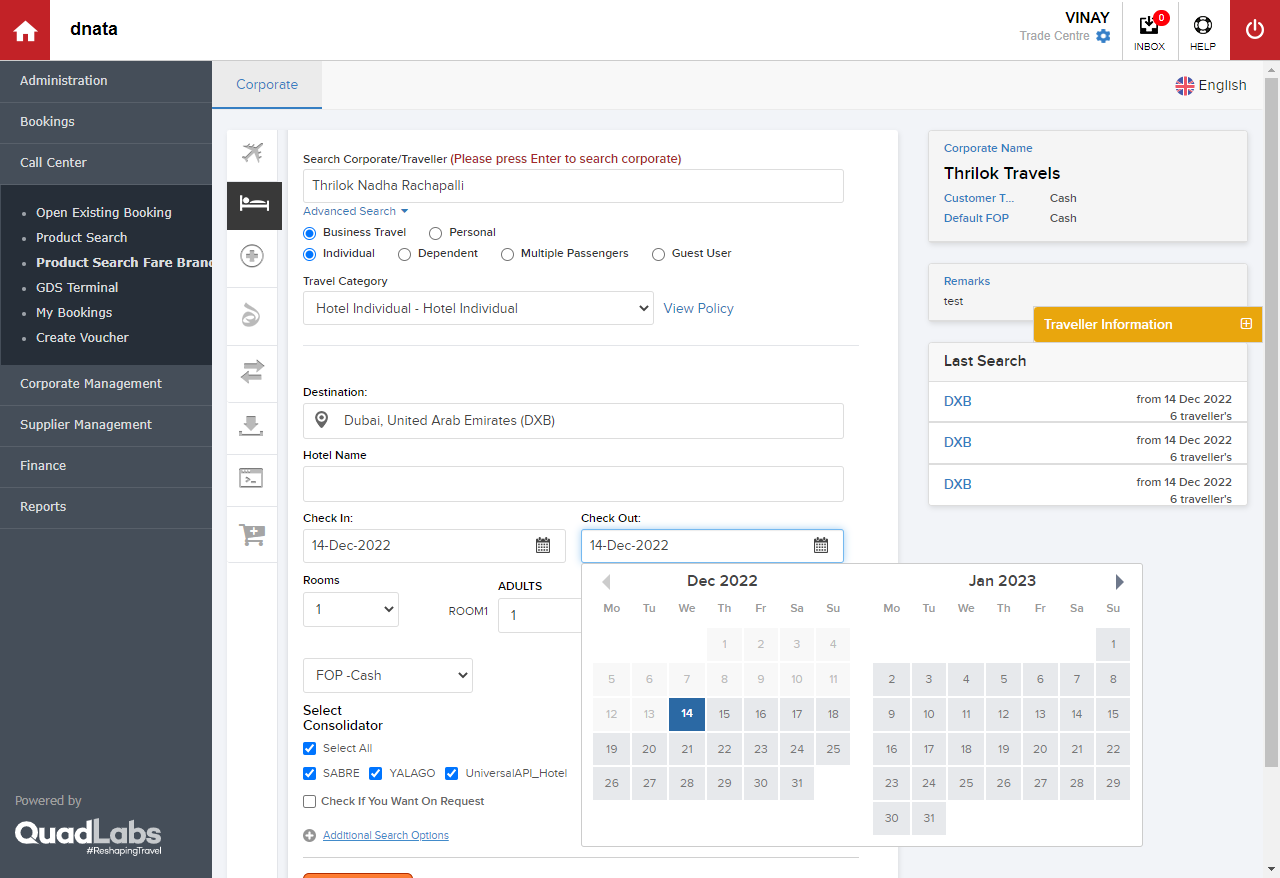 dnata
VINAY
Trade Centre
0
INBOX
HELP
Administration
Bookings
Call Center
Open Existing Booking
Product Search
Product Search Fare Brand
GDS Terminal
My Bookings
Create Voucher
Corporate Management
Supplier Management
Finance
Reports
Powered by
QuadLabs
#ReshapingTravel
Corporate
English
Search Corporate/Traveller (Please press Enter to search corporate)
Thrilok Nadha Rachapalli
Advanced Search
Business Travel Personal
Individual Dependent Multiple Passengers Guest User
Travel Category
Hotel Individual - Hotel Individual View Policy
Destination:
Dubai, United Arab Emirates (DXB)
Hotel Name
Check In: Check Out:
14-Dec-2022 14-Dec-2022
Rooms ADULTS
1 ROOM1 1
FOP -Cash
Select
Consolidator
Select All
SABRE YALAGO UniversalAPI_Hotel
Check If You Want On Request
Additional Search Options
Dec 2022
Mo Tu We Th Fr Sa Su
1 2 3 4
5 6 7 8 9 10 11
12 13 14 15 16 17 18
19 20 21 22 23 24 25
26 27 28 29 30 31
Jan 2023
Mo Tu We Th Fr Sa Su
1
2 3 4 5 6 7 8
9 10 11 12 13 14 15
16 17 18 19 20 21 22
23 24 25 26 27 28 29
30 31
Corporate Name
Thrilok Travels
Customer T... Cash
Default FOP Cash
Remarks
test
Traveller Information
Last Search
DXB from 14 Dec 2022
6 traveller's
DXB from 14 Dec 2022
6 traveller's
DXB from 14 Dec 2022
6 traveller's